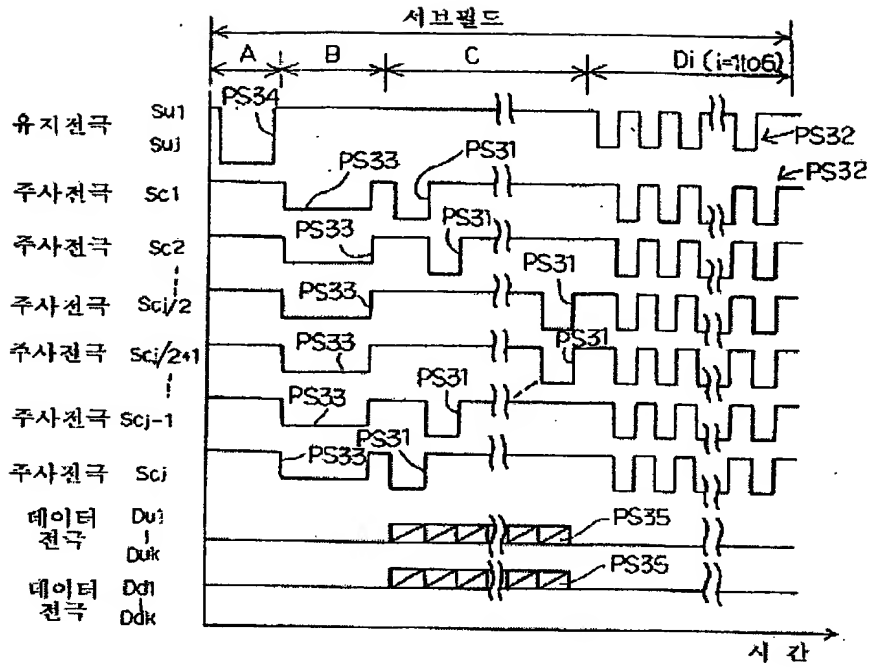 서브필드
A B C Di (i=1to6)
유지전극 Su1
Suj
PS34
PS32
PS32
주사전극 Sc1
PS33
PS31
주사전극 Sc2
PS33
PS31
주사전극 Scj/2
PS33
PS31
주사전극 Scj/2+1
PS33
PS31
주사전극 Scj-1
PS33
PS31
주사전극 Scj
PS33
PS31
데이터
전극
Du1
Duk
PS35
데이터
전극
Dd1
Ddk
PS36
시 간